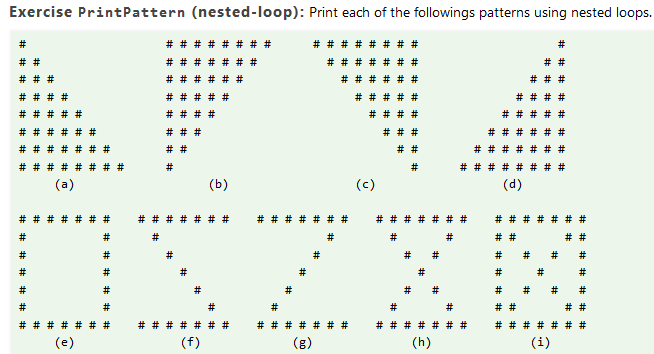 Exercise PrintPattern (nested-loop): Print each of the followings patterns using nested loops.
#                    # # # # # # # #      # # # # # # # #                    #
# #                  # # # # # # #          # # # # # # #                  # #
# # #                # # # # # #              # # # # # #                # # #
# # # #              # # # # #                  # # # # #              # # # #
# # # # #            # # # #                      # # # #            # # # # #
# # # # # #          # # #                          # # #          # # # # # #
# # # # # # #        # #                              # #        # # # # # # #
# # # # # # # #      #                                  #      # # # # # # # #
     (a)                   (b)                  (c)                  (d)
# # # # # # #    # # # # # # #    # # # # # # #    # # # # # # #    # # # # # # #
#           #      #                        #        #       #      # #       # #
#           #        #                    #            #   #        #   #   #   #
#           #          #                #                #          #     #     #
#           #            #            #                #   #        #   #   #   #
#           #              #        #                #       #      # #       # #
# # # # # # #    # # # # # # #    # # # # # # #    # # # # # # #    # # # # # # #
     (e)              (f)              (g)              (h)              (i)